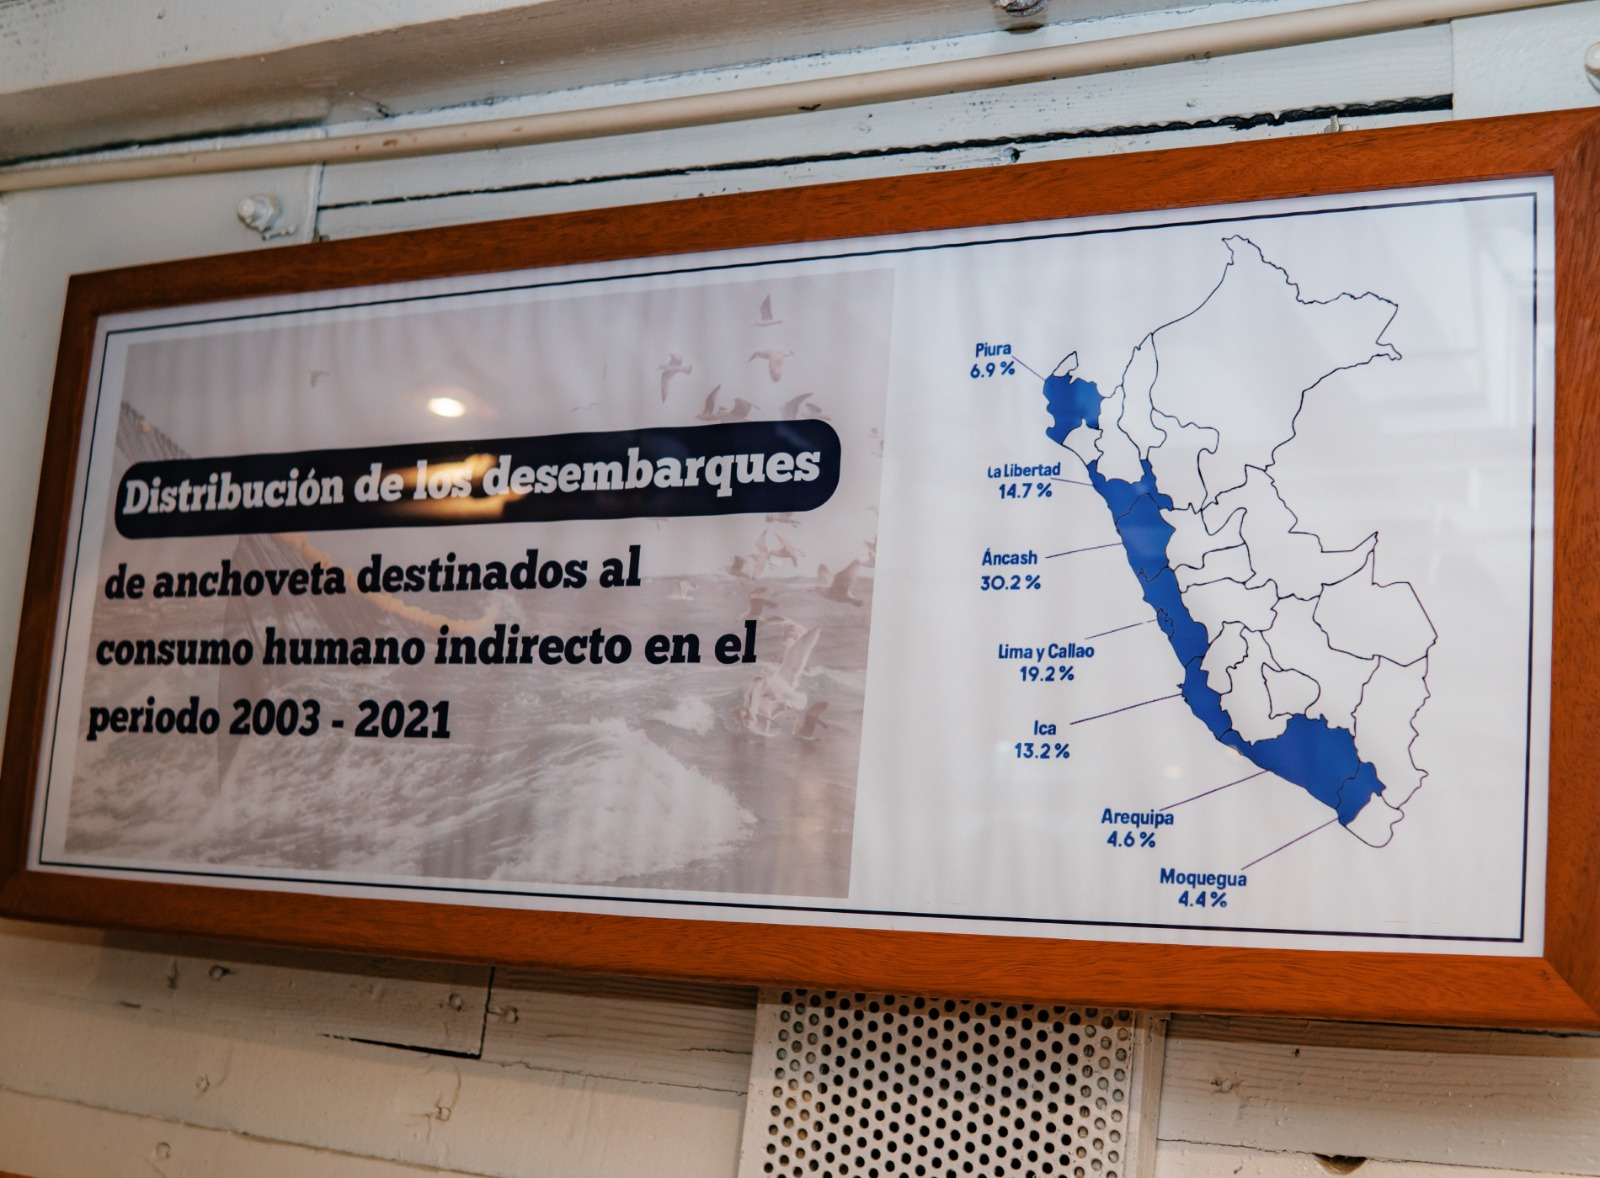 Distribución de los desembarques
de anchoveta destinados al
consumo humano indirecto en el
periodo 2003 - 2021
Piura
6.9 %
La Libertad
14.7 %
Áncash
30.2 %
Lima y Callao
19.2 %
Ica
13.2 %
Arequipa
4.6 %
Moquegua
4.4 %